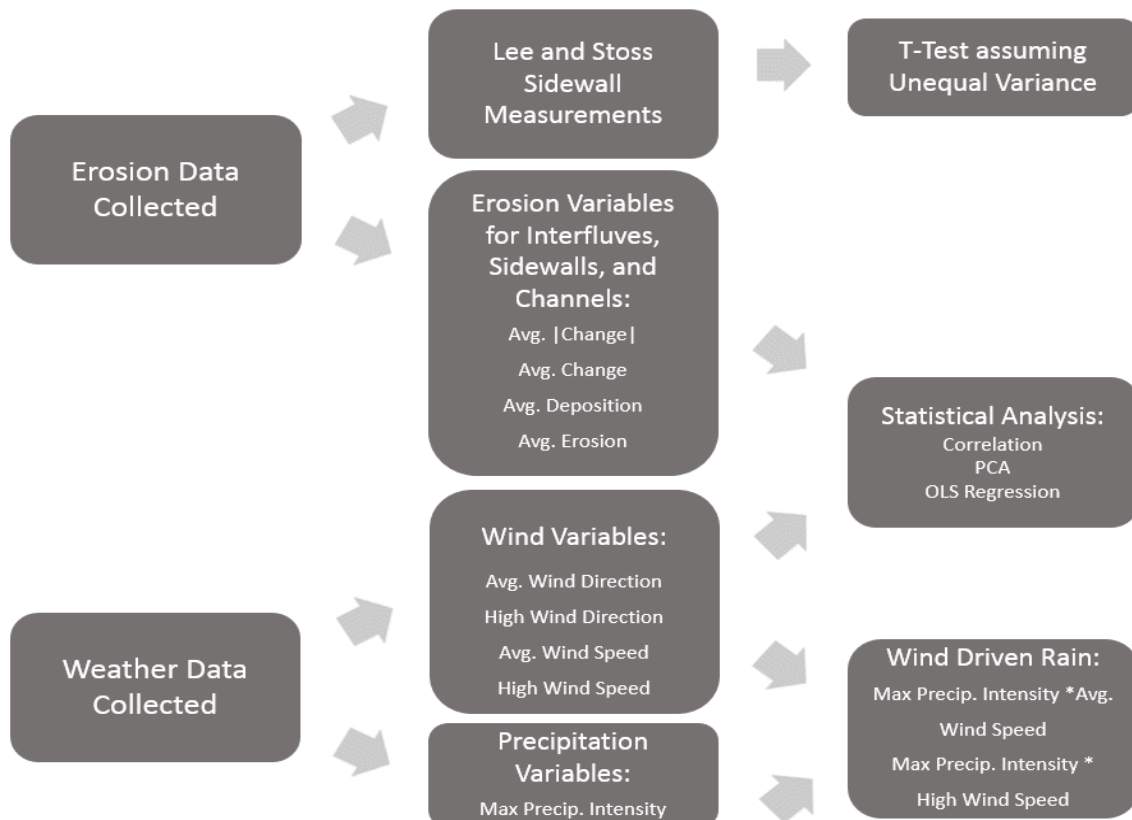 Erosion Data
Collected
Lee and Stoss
Sidewall
Measurements
T-Test assuming
Unequal Variance
Erosion Variables
for Interfluves,
Sidewalls, and
Channels:
Avg. |Change|
Avg. Change
Avg. Deposition
Avg. Erosion
Statistical Analysis:
Correlation
PCA
OLS Regression
Weather Data
Collected
Wind Variables:
Avg. Wind Direction
High Wind Direction
Avg. Wind Speed
High Wind Speed
Precipitation
Variables:
Max Precip. Intensity
Wind Driven Rain:
Max Precip. Intensity *Avg.
Wind Speed
Max Precip. Intensity *
High Wind Speed